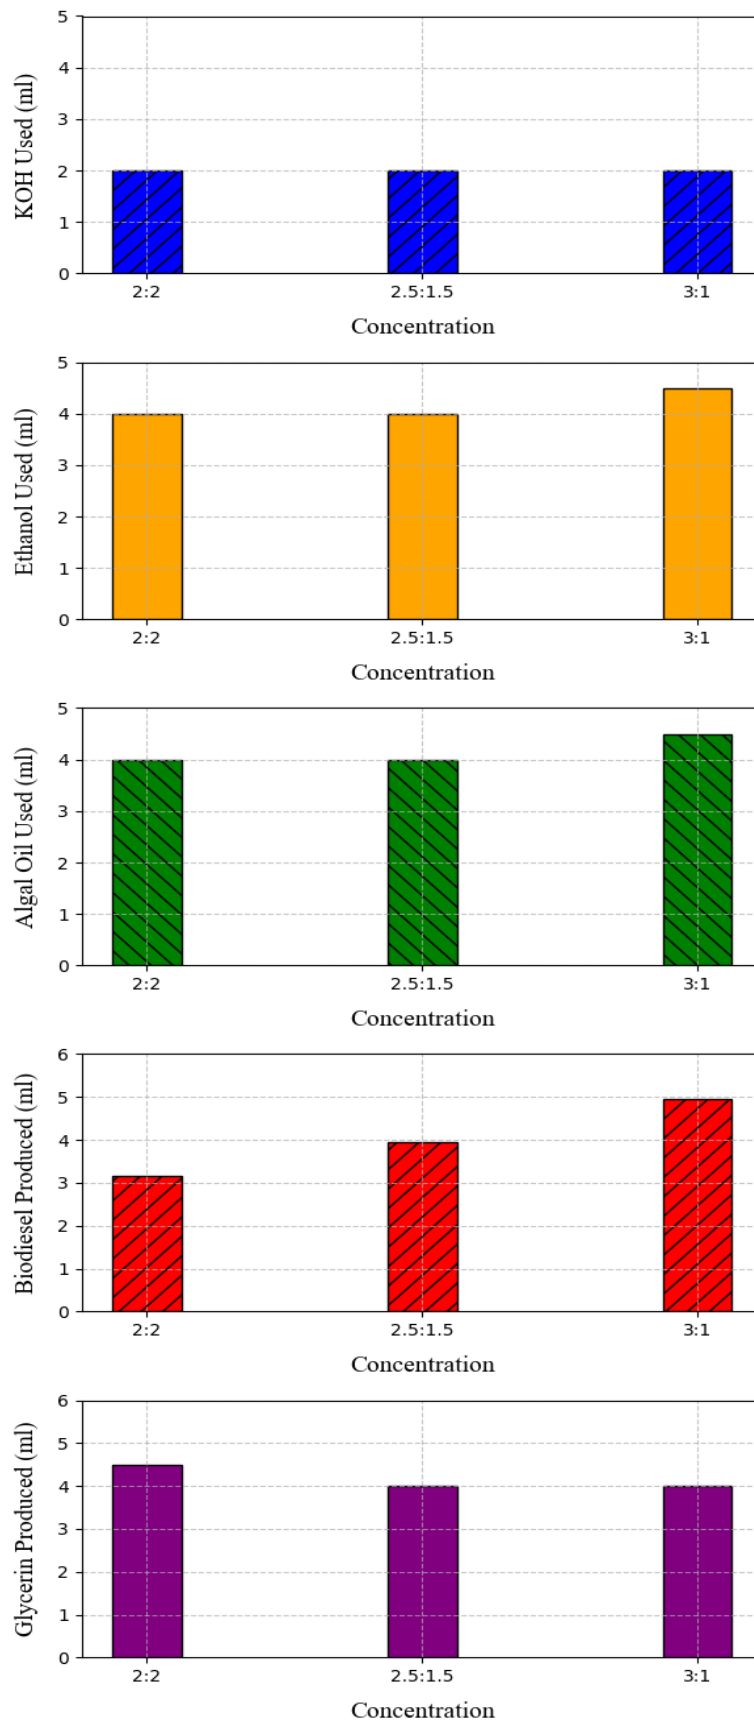 KOH Used (ml)
5
4
3
2
1
0
2:2 2.5:1.5 3:1
Concentration
Ethanol Used (ml)
5
4
3
2
1
0
2:2 2.5:1.5 3:1
Concentration
Algal Oil Used (ml)
5
4
3
2
1
0
2:2 2.5:1.5 3:1
Concentration
Biodiesel Produced (ml)
6
5
4
3
2
1
0
2:2 2.5:1.5 3:1
Concentration
Glycerin Produced (ml)
6
5
4
3
2
1
0
2:2 2.5:1.5 3:1
Concentration